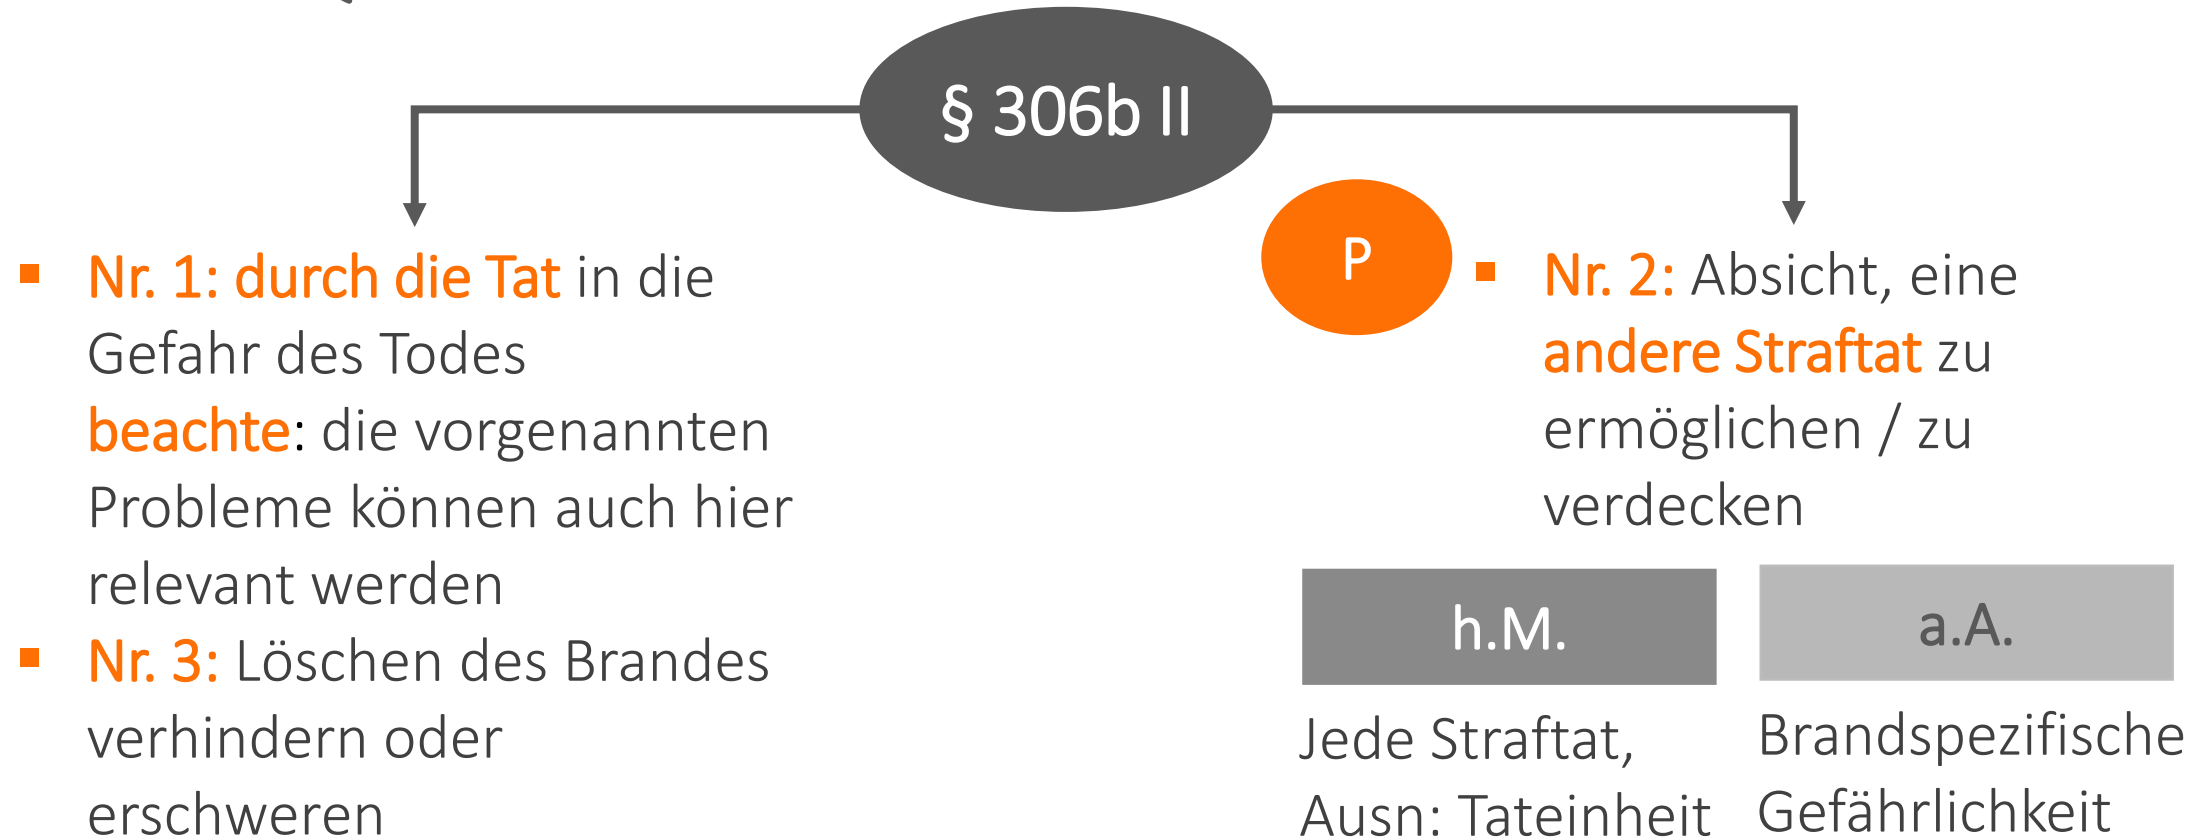 § 306b II
Nr. 1: durch die Tat in die
Gefahr des Todes
beachte: die vorgenannten
Probleme können auch hier
relevant werden
Nr. 3: Löschen des Brandes
verhindern oder
erschweren
P
Nr. 2: Absicht, eine
andere Straftat zu
ermöglichen / zu
verdecken
h.M.
Jede Straftat,
Ausn: Tateinheit
a.A.
Brandspezifische
Gefährlichkeit